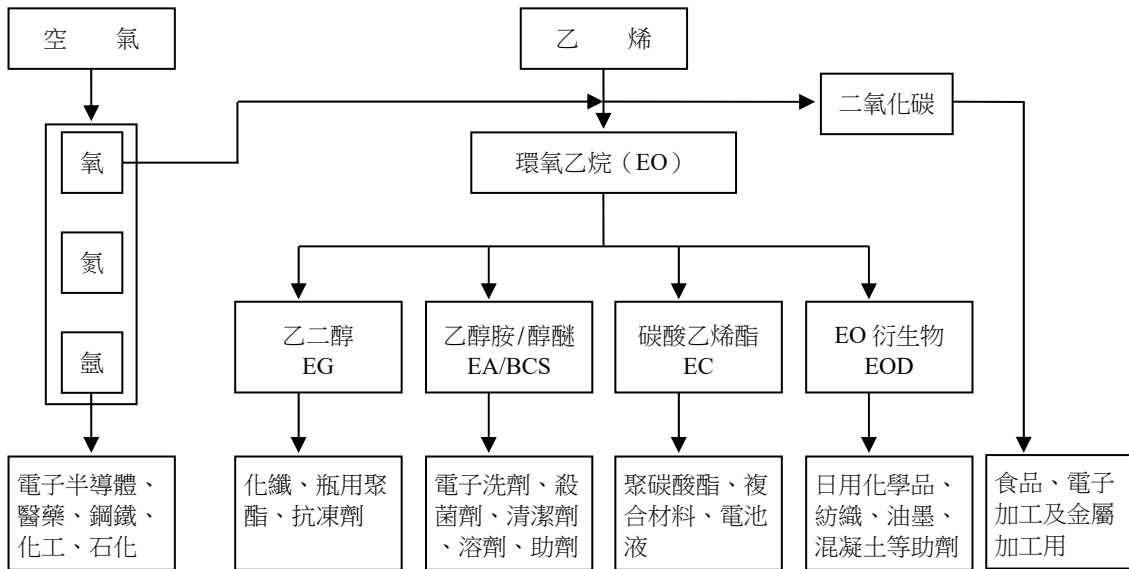 空 氣
乙 烯
二氧化碳
氧
環氧乙烷（EO）
氮
氬
乙二醇
EG
乙醇胺/醇醚
EA/BCS
碳酸乙烯酯
EC
EO 衍生物
EOD
電子半導體、
醫藥、鋼鐵、
化工、石化
化纖、瓶用聚
酯、抗凍劑
電子洗劑、殺
菌劑、清潔劑
、溶劑、助劑
聚碳酸酯、複
合材料、電池
液
日用化學品、
紡織、油墨、
混凝土等助劑
食品、電子
加工及金屬
加工用